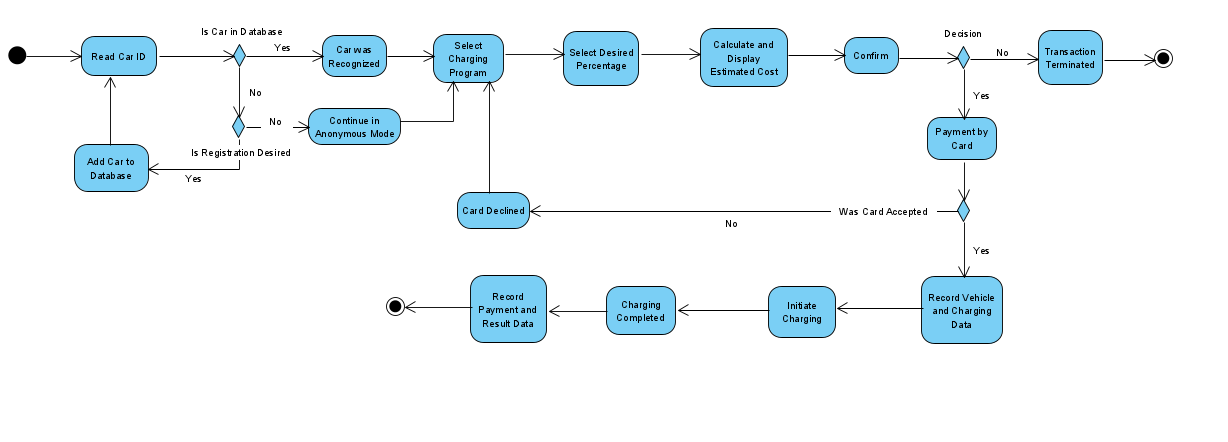 Is Car in Database
Read Car ID
Yes
Car was
Recognized
Select
Charging
Program
Select Desired
Percentage
Calculate and
Display
Estimated Cost
Confirm
Decision
No
Transaction
Terminated
No
Yes
No
Continue in
Anonymous Mode
Is Registration Desired
Add Car to
Database
Yes
Payment by
Card
Card Declined
Was Card Accepted
No
Yes
Record
Payment and
Result Data
Charging
Completed
Initiate
Charging
Record Vehicle
and Charging
Data